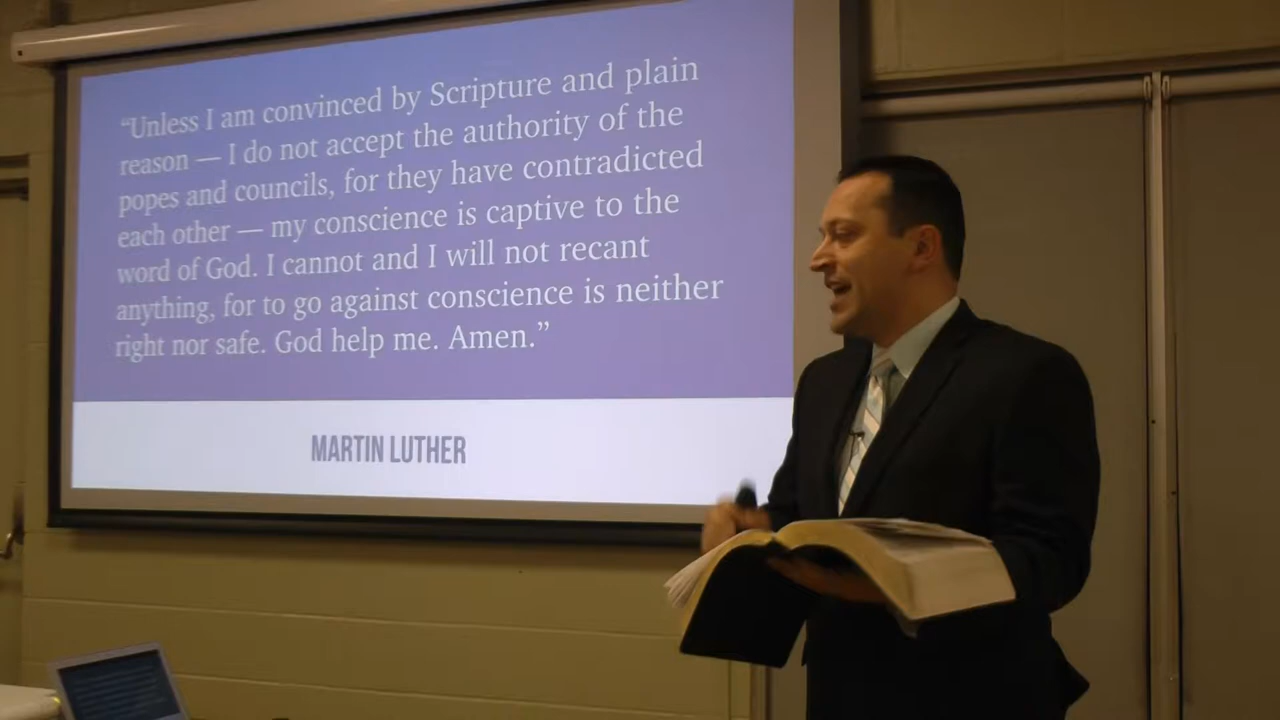 “Unless I am convinced by Scripture and plain
reason — I do not accept the authority of the
popes and councils, for they have contradicted
each other — my conscience is captive to the
word of God. I cannot and I will not recant
anything, for to go against conscience is neither
right nor safe. God help me. Amen.”
MARTIN LUTHER